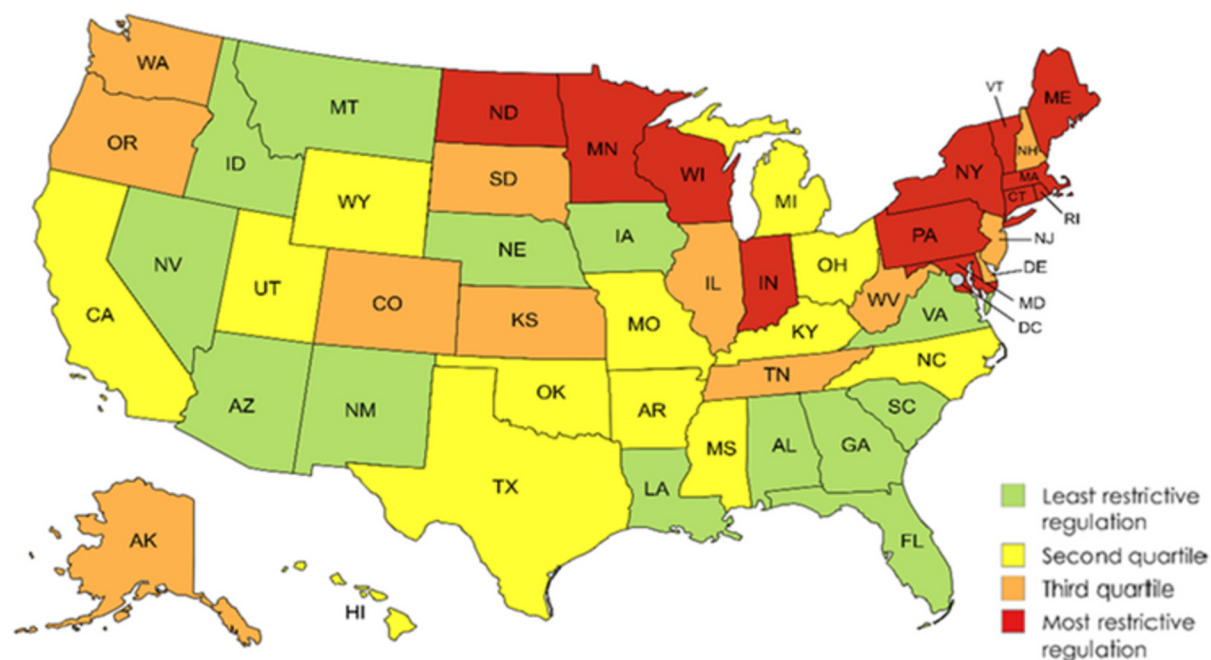 WA
OR
CA
NV
ID
MT
WY
UT
AZ
CO
NM
ND
SD
NE
KS
OK
TX
MN
IA
MO
AR
LA
WI
IL
MI
IN
OH
KY
TN
MS
AL
GA
FL
SC
NC
VA
WV
PA
NY
VT
NH
ME
MA
CT
RI
NJ
DE
MD
DC
AK
HI
Least restrictive
regulation
Second quartile
Third quartile
Most restrictive
regulation